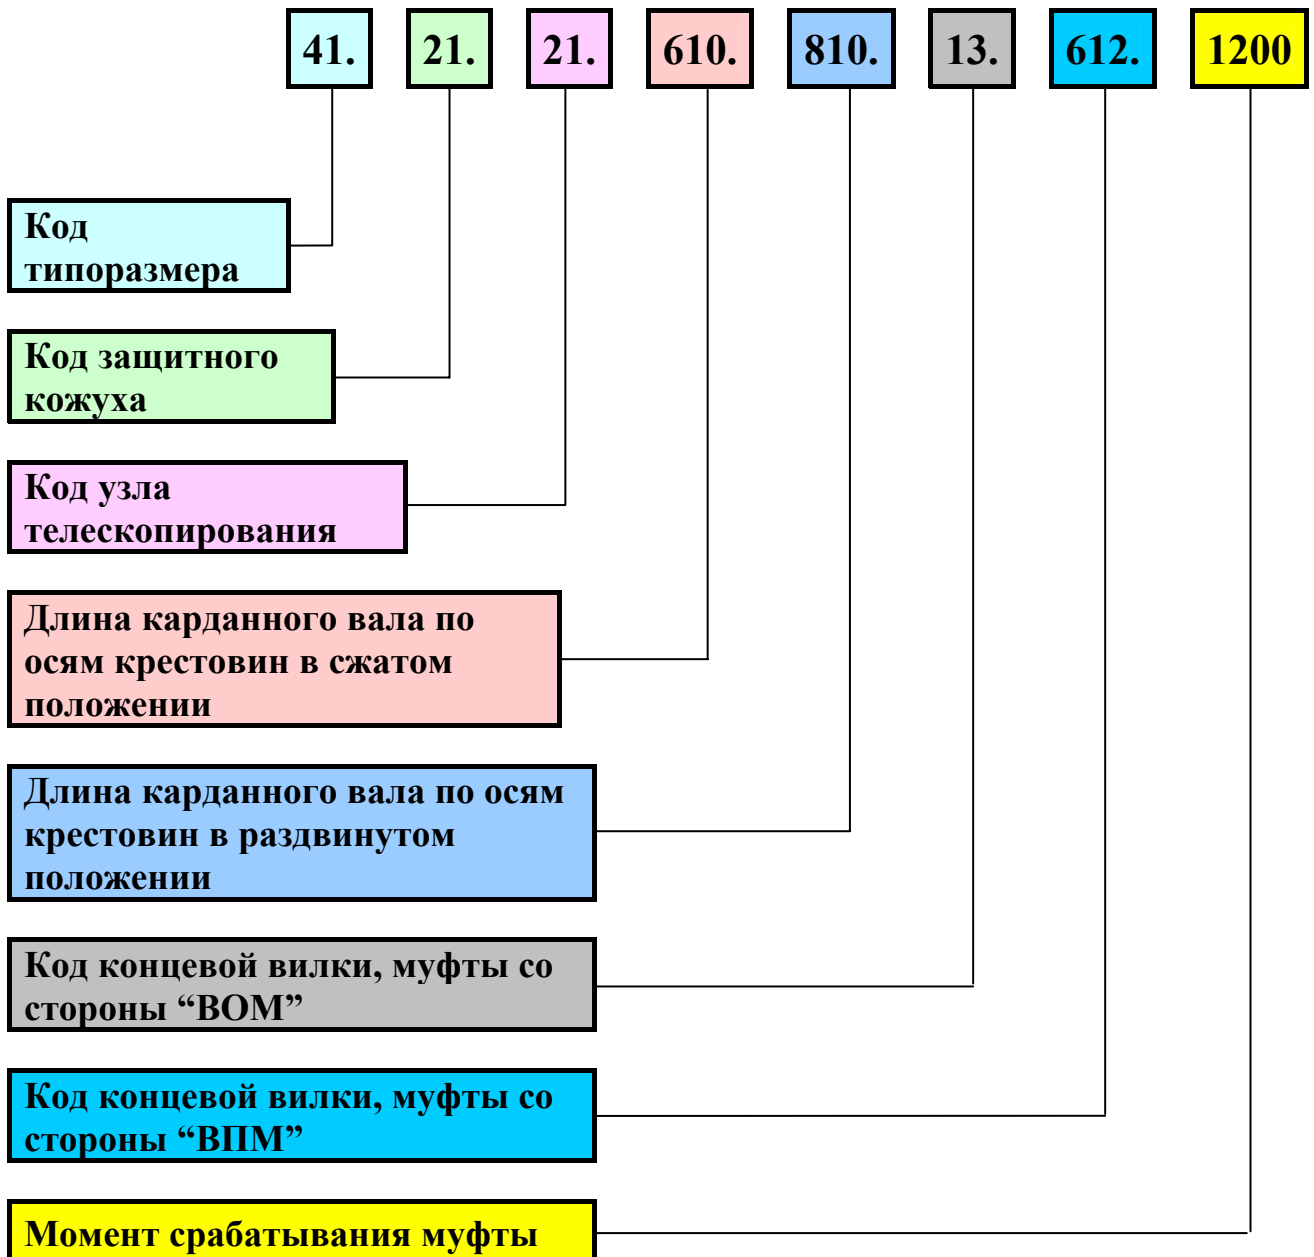 41. 21. 21. 610. 810. 13. 612. 1200
Код
типоразмера
Код защитного
кожуха
Код узла
телескопирования
Длина карданного вала по
осям крестовин в сжатом
положении
Длина карданного вала по осям
крестовин в раздвинутом
положении
Код концевой вилки, муфты со
стороны “ВОМ”
Код концевой вилки, муфты со
стороны “ВПМ”
Момент срабатывания муфты